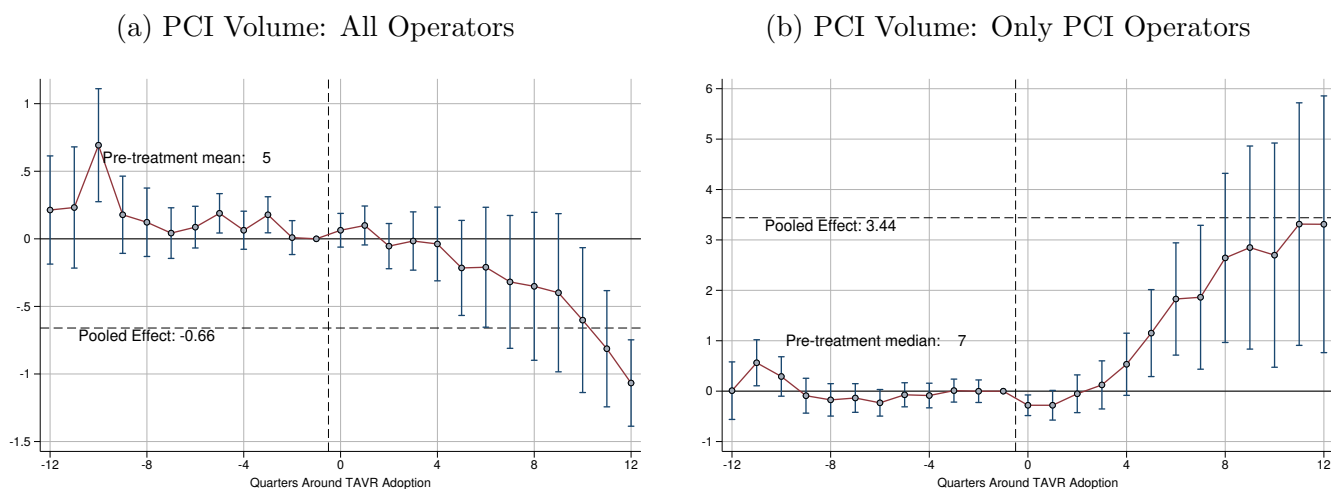 (a) PCI Volume: All Operators
1
.5
0
-.5
-1
-1.5
Pre-treatment mean: 5
Pooled Effect: -0.66
-12 -8 -4 0 4 8 12
Quarters Around TAVR Adoption
(b) PCI Volume: Only PCI Operators
6
5
4
3
2
1
0
-1
Pooled Effect: 3.44
Pre-treatment median: 7
-12 -8 -4 0 4 8 12
Quarters Around TAVR Adoption